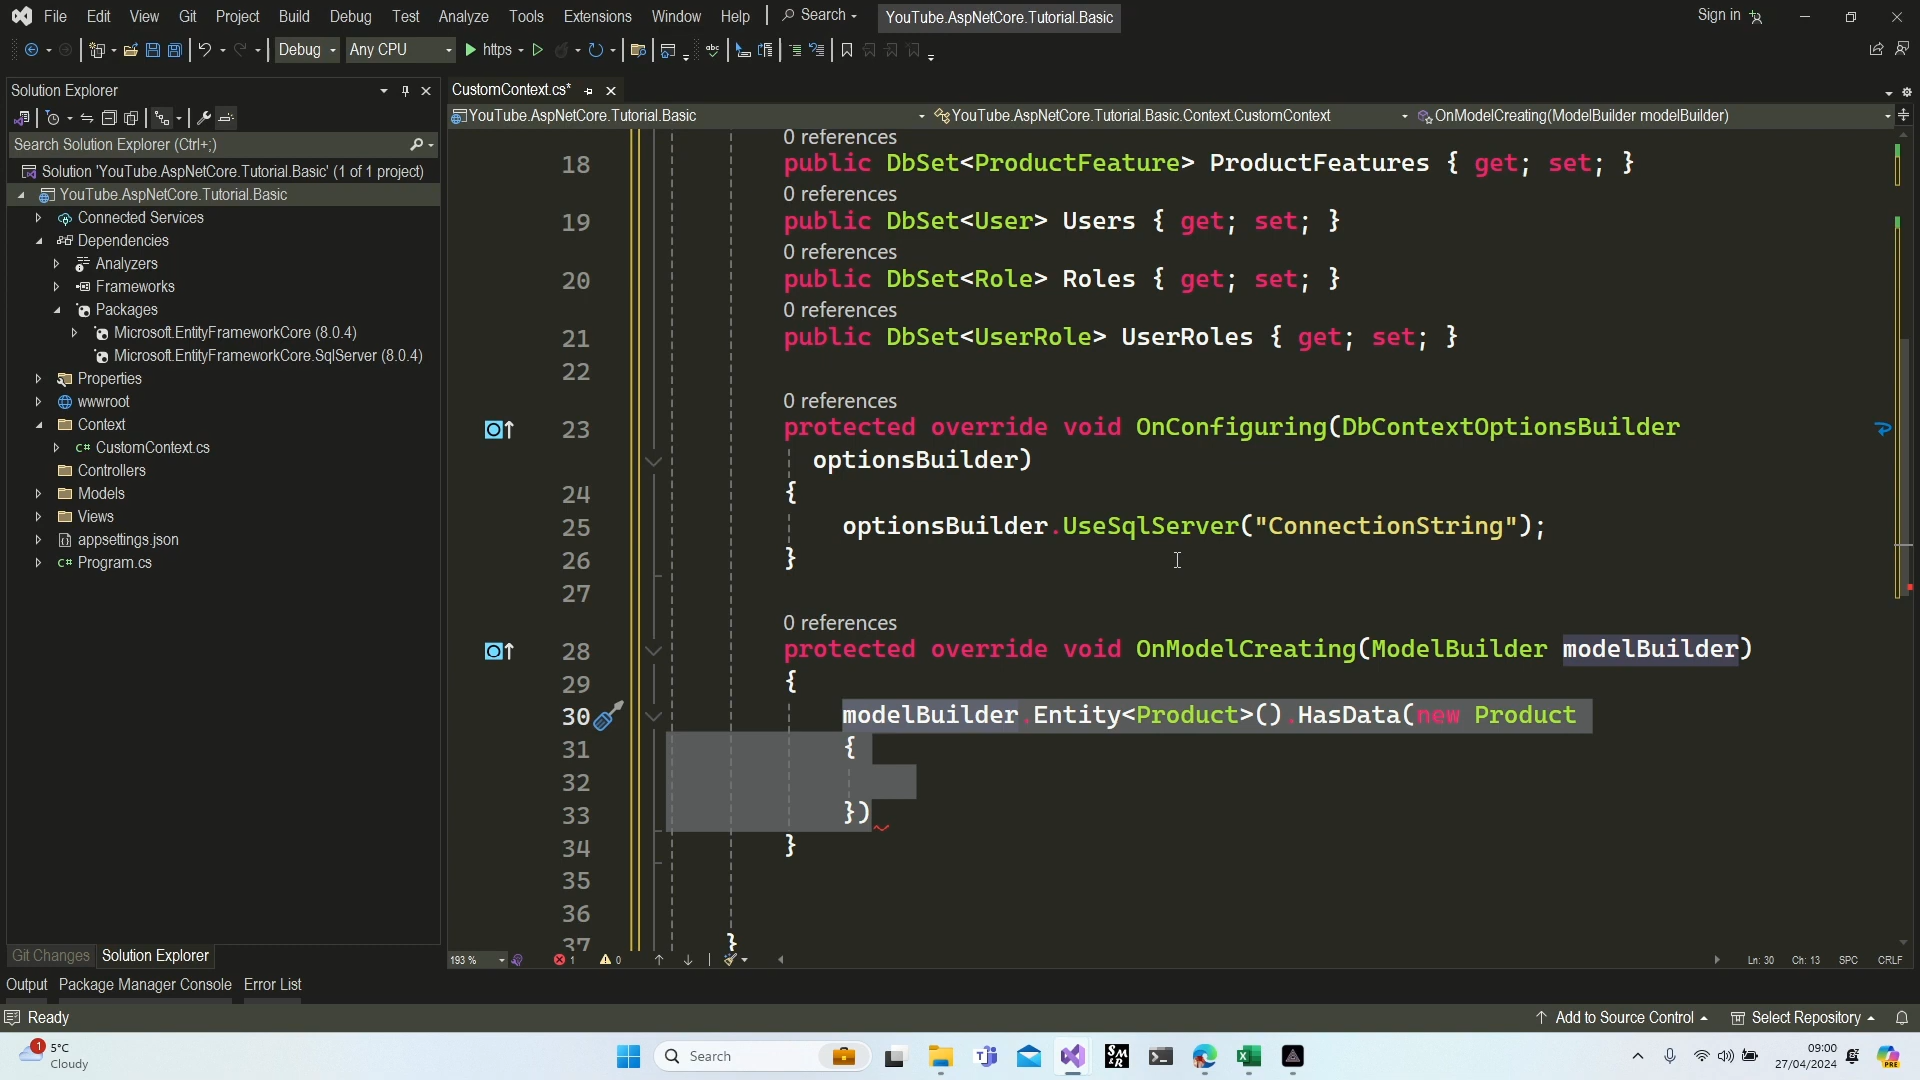 File Edit View Git Project Build Debug Test Analyze Tools Extensions Window Help Search YouTube.AspNetCore.Tutorial.Basic Sign in
Debug Any CPU https
Solution Explorer
Search Solution Explorer (Ctrl+;)
Solution 'YouTube.AspNetCore.Tutorial.Basic' (1 of 1 project)
YouTube.AspNetCore.Tutorial.Basic
Connected Services
Dependencies
Analyzers
Frameworks
Packages
Microsoft.EntityFrameworkCore (8.0.4)
Microsoft.EntityFrameworkCore.SqlServer (8.0.4)
Properties
wwwroot
Context
C# CustomContext.cs
Controllers
Models
Views
appsettings.json
C# Program.cs
Git Changes Solution Explorer
CustomContext.cs*
YouTube.AspNetCore.Tutorial.Basic YouTube.AspNetCore.Tutorial.Basic.Context.CustomContext OnModelCreating(ModelBuilder modelBuilder)
0 references
18 public DbSet<ProductFeature> ProductFeatures { get; set; }
0 references
19 public DbSet<User> Users { get; set; }
0 references
20 public DbSet<Role> Roles { get; set; }
0 references
21 public DbSet<UserRole> UserRoles { get; set; }
22
0 references
23 protected override void OnConfiguring(DbContextOptionsBuilder
optionsBuilder)
24 {
25 optionsBuilder.UseSqlServer("ConnectionString");
26 }
27
0 references
28 protected override void OnModelCreating(ModelBuilder modelBuilder)
29 {
30 modelBuilder.Entity<Product>().HasData(new Product
31 {
32
33 })
34 }
35
36
37 }
193 % 1 0 Ln: 30 Ch: 13 SPC CRLF
Output Package Manager Console Error List
Ready Add to Source Control Select Repository
1 5°C
Cloudy
Search
09:00
27/04/2024
PRE